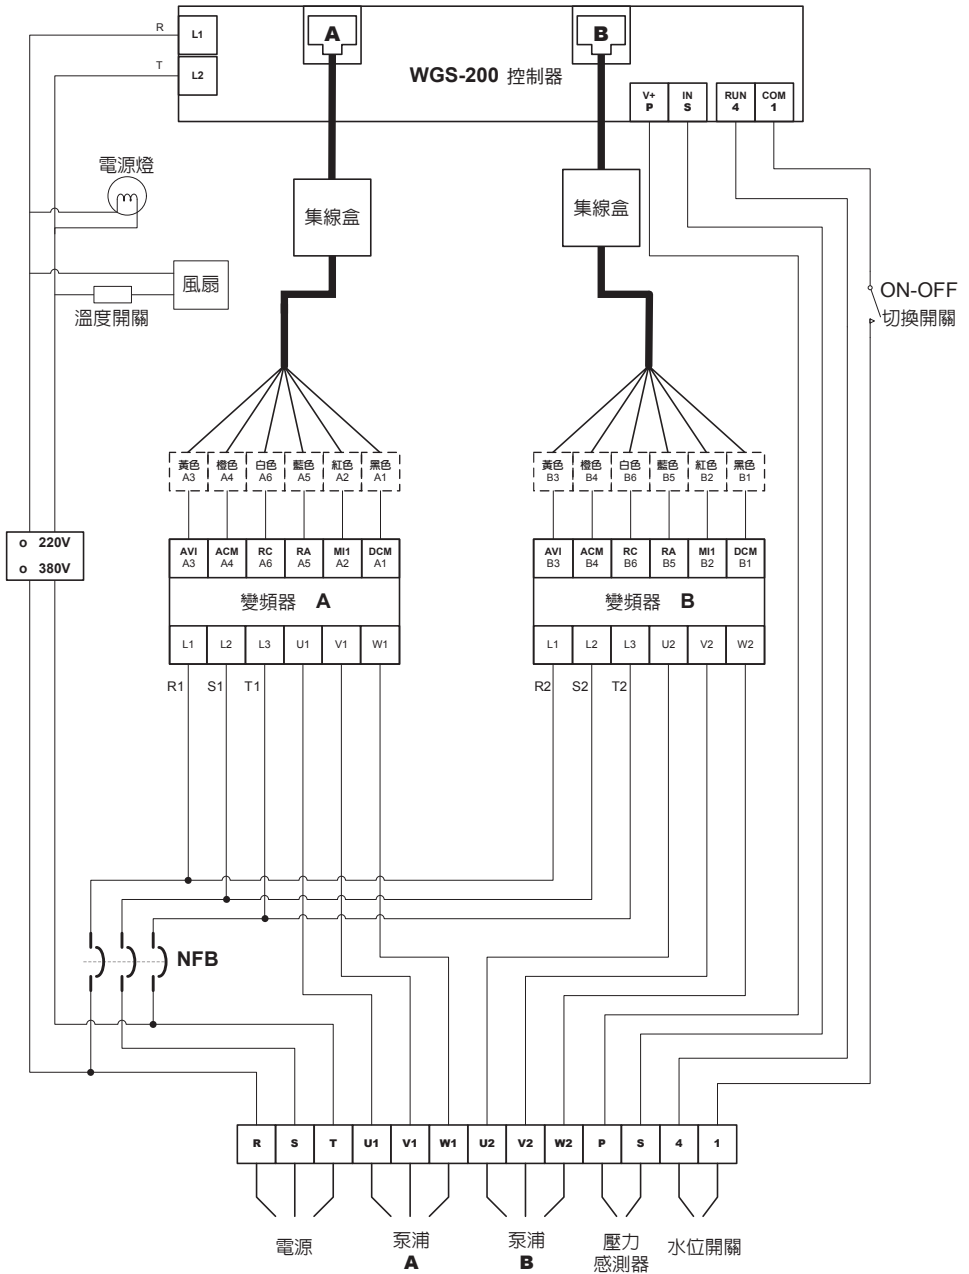 R
L1
A
B
T
L2
WGS-200 控制器
V+ IN RUN COM
P S 4 1
電源燈
集線盒
集線盒
風扇
溫度開關
ON-OFF
切換開關
黃色 橙色 白色 藍色 紅色 黑色
A3 A4 A6 A5 A2 A1
黃色 橙色 白色 藍色 紅色 黑色
B3 B4 B6 B5 B2 B1
o 220V
o 380V
AVI ACM RC RA MI1 DCM
A3 A4 A6 A5 A2 A1
變頻器 A
L1 L2 L3 U1 V1 W1
AVI ACM RC RA MI1 DCM
B3 B4 B6 B5 B2 B1
變頻器 B
L1 L2 L3 U2 V2 W2
R1 S1 T1
R2 S2 T2
NFB
R S T U1 V1 W1 U2 V2 W2 P S 4 1
電源
泵浦
A
泵浦
B
壓力
感測器
水位開關